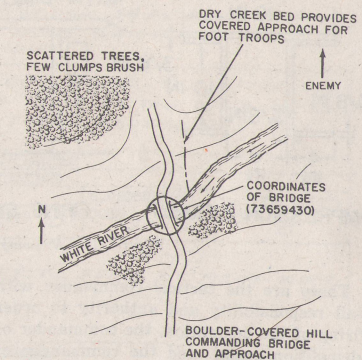 DRY CREEK BED PROVIDES
COVERED APPROACH FOR
FOOT TROOPS
SCATTERED TREES,
FEW CLUMPS BRUSH
ENEMY
COORDINATES
OF BRIDGE
(73659430)
N
WHITE RIVER
BOULDER-COVERED HILL
COMMANDING BRIDGE
AND APPROACH